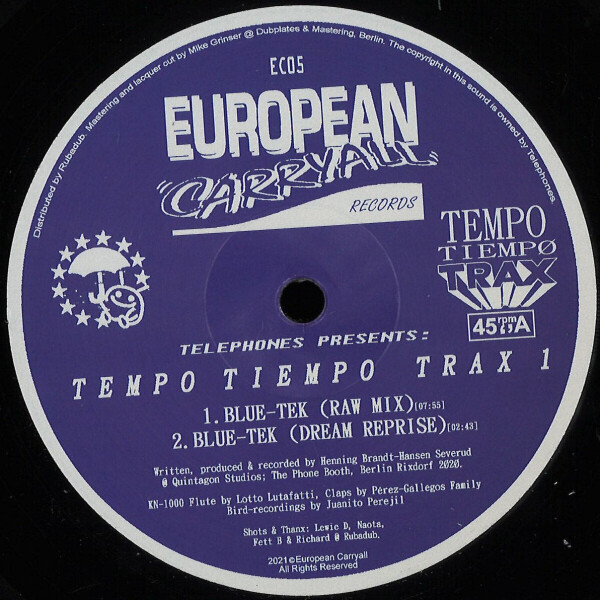 Distributed by Rubadub. Mastering and lacquer cut by Mike Grinser @ Dubplates & Mastering, Berlin. The copyright in this sound is owned by Telephones.
EC05
EUROPEAN
"CARRYALL"
RECORDS
TEMPO
TIEMPØ
TRAX
45rpm A
TELEPHONES PRESENTS:
TEMPO TIEMPO TRAX 1
1. BLUE-TEK (RAW MIX)[07:55]
2. BLUE-TEK (DREAM REPRISE)[02:43]
Written, produced & recorded by Henning Brandt-Hansen Severud
@ Quintagon Studios; The Phone Booth, Berlin Rixdorf 2020.
KN-1000 Flute by Lotto Lutafatti, Claps by Pérez-Gallegos Family
Bird-recordings by Juanito Perejil
Shots & Thanx: Lewie D, Naota,
Fett B & Richard @ Rubadub.
2021 © European Carryall
All Rights Reserved